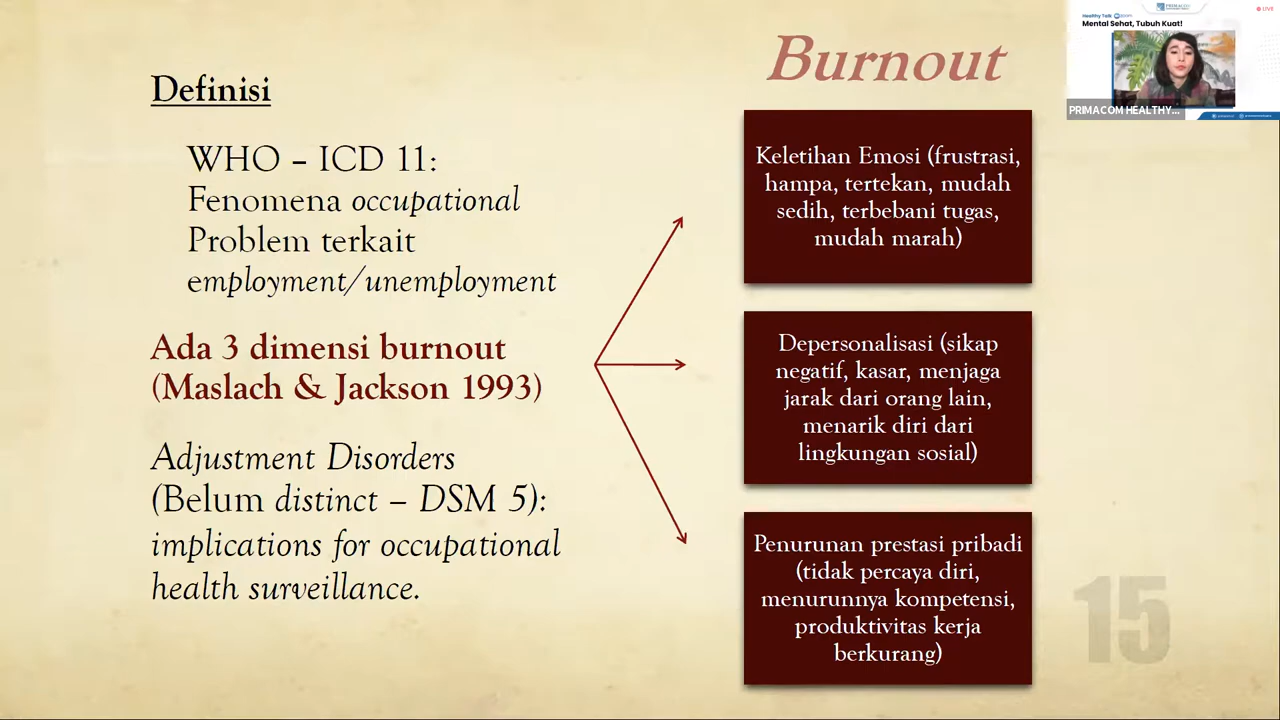 Burnout
Definisi
WHO – ICD 11:
Fenomena occupational
Problem terkait
employment/unemployment
Ada 3 dimensi burnout
(Maslach & Jackson 1993)
Adjustment Disorders
(Belum distinct – DSM 5):
implications for occupational
health surveillance.
Keletihan Emosi (frustrasi,
hampa, tertekan, mudah
sedih, terbebani tugas,
mudah marah)
Depersonalisasi (sikap
negatif, kasar, menjaga
jarak dari orang lain,
menarik diri dari
lingkungan sosial)
Penurunan prestasi pribadi
(tidak percaya diri,
menurunnya kompetensi,
produktivitas kerja
berkurang)
15
PRIMACOM
LIVE
Healthy Talk
Mental Sehat, Tubuh Kuat!
PRIMACOM HEALTHY...